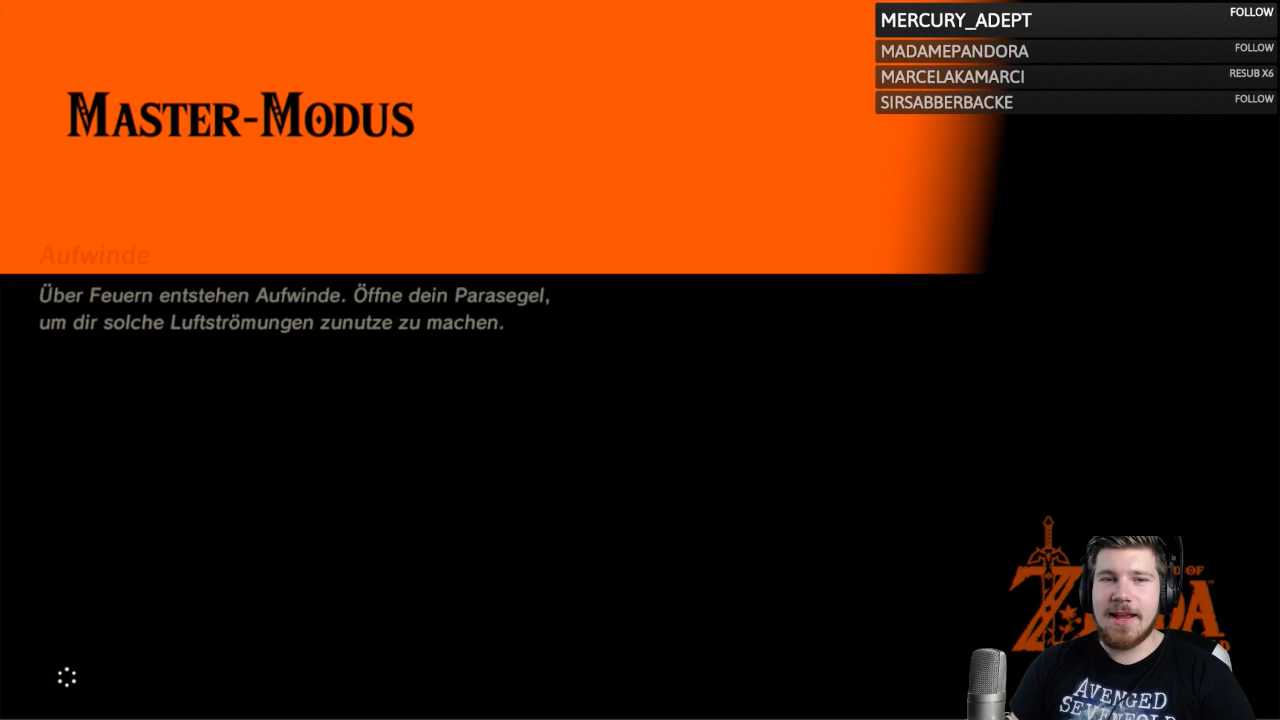 MERCURY_ADEPT FOLLOW
MADAMEPANDORA FOLLOW
MARCELAKAMARCI RESUB X6
SIRSABBERBACKE FOLLOW
MASTER-MODUS
Aufwinde
Über Feuern entstehen Aufwinde. Öffne dein Parasegel,
um dir solche Luftströmungen zunutze zu machen.
OF
AVENGED